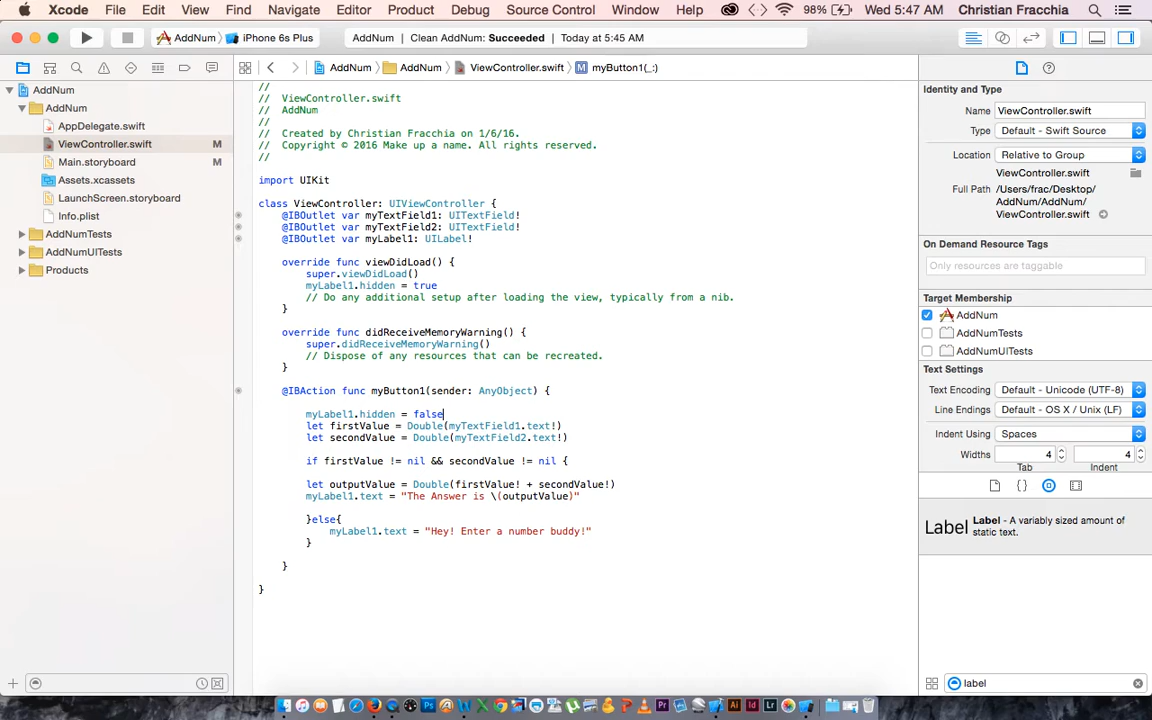 Xcode File Edit View Find Navigate Editor Product Debug Source Control Window Help 98% Wed 5:47 AM Christian Fracchia
AddNum iPhone 6s Plus AddNum | Clean AddNum: Succeeded | Today at 5:45 AM
AddNum AddNum ViewController.swift M myButton1(_:)
AddNum
AddNum
AppDelegate.swift
ViewController.swift M
Main.storyboard M
Assets.xcassets
LaunchScreen.storyboard
Info.plist
AddNumTests
AddNumUITests
Products
//
// ViewController.swift
// AddNum
//
// Created by Christian Fracchia on 1/6/16.
// Copyright © 2016 Make up a name. All rights reserved.
//
import UIKit
class ViewController: UIViewController {
@IBOutlet var myTextField1: UITextField!
@IBOutlet var myTextField2: UITextField!
@IBOutlet var myLabel1: UILabel!
override func viewDidLoad() {
super.viewDidLoad()
myLabel1.hidden = true
// Do any additional setup after loading the view, typically from a nib.
}
override func didReceiveMemoryWarning() {
super.didReceiveMemoryWarning()
// Dispose of any resources that can be recreated.
}
@IBAction func myButton1(sender: AnyObject) {
myLabel1.hidden = false
let firstValue = Double(myTextField1.text!)
let secondValue = Double(myTextField2.text!)
if firstValue != nil && secondValue != nil {
let outputValue = Double(firstValue! + secondValue!)
myLabel1.text = "The Answer is \(outputValue)"
}else{
myLabel1.text = "Hey! Enter a number buddy!"
}
}
}
Identity and Type
Name ViewController.swift
Type Default - Swift Source
Location Relative to Group
ViewController.swift
Full Path /Users/frac/Desktop/
AddNum/AddNum/
ViewController.swift
On Demand Resource Tags
Only resources are taggable
Target Membership
AddNum
AddNumTests
AddNumUITests
Text Settings
Text Encoding Default - Unicode (UTF-8)
Line Endings Default - OS X / Unix (LF)
Indent Using Spaces
Widths 4 4
Tab Indent
{}
Label Label - A variably sized amount of
static text.
label
Ps W X P Pr Ai Id Lr